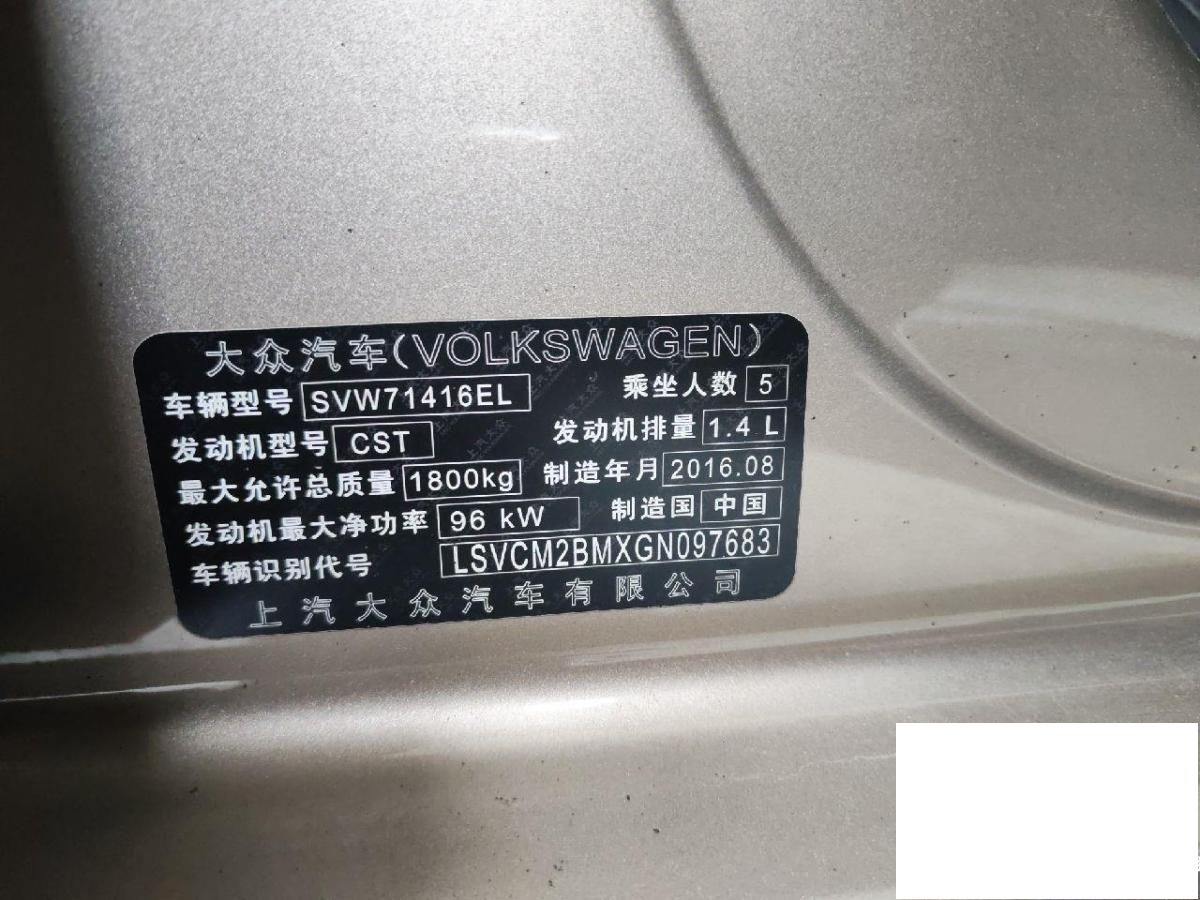 大众汽车(VOLKSWAGEN)
车辆型号 SVW71416EL 乘坐人数 5
发动机型号 CST 发动机排量 1.4 L
最大允许总质量 1800kg 制造年月 2016.08
发动机最大净功率 96 kW 制造国 中国
车辆识别代号 LSVCM2BMXGN097683
上汽大众汽车有限公司